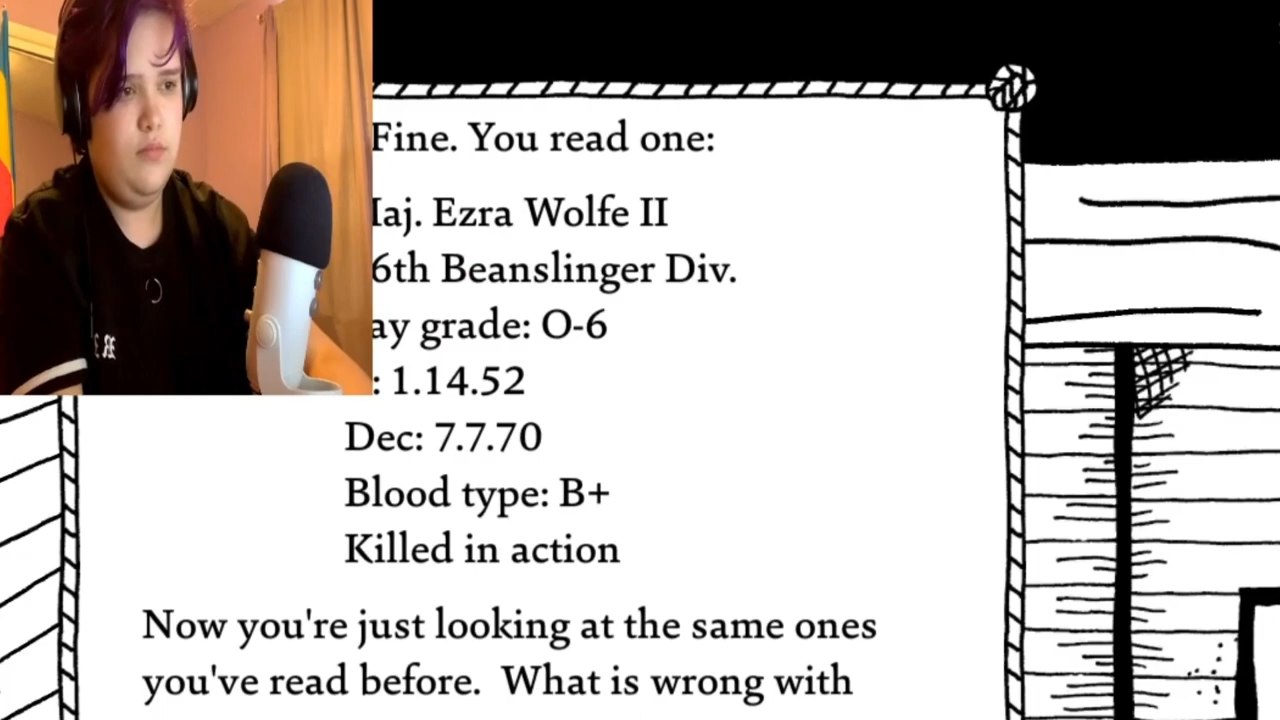 Fine. You read one:
aj. Ezra Wolfe II
6th Beanslinger Div.
ay grade: O-6
: 1.14.52
Dec: 7.7.70
Blood type: B+
Killed in action
Now you're just looking at the same ones
you've read before. What is wrong with